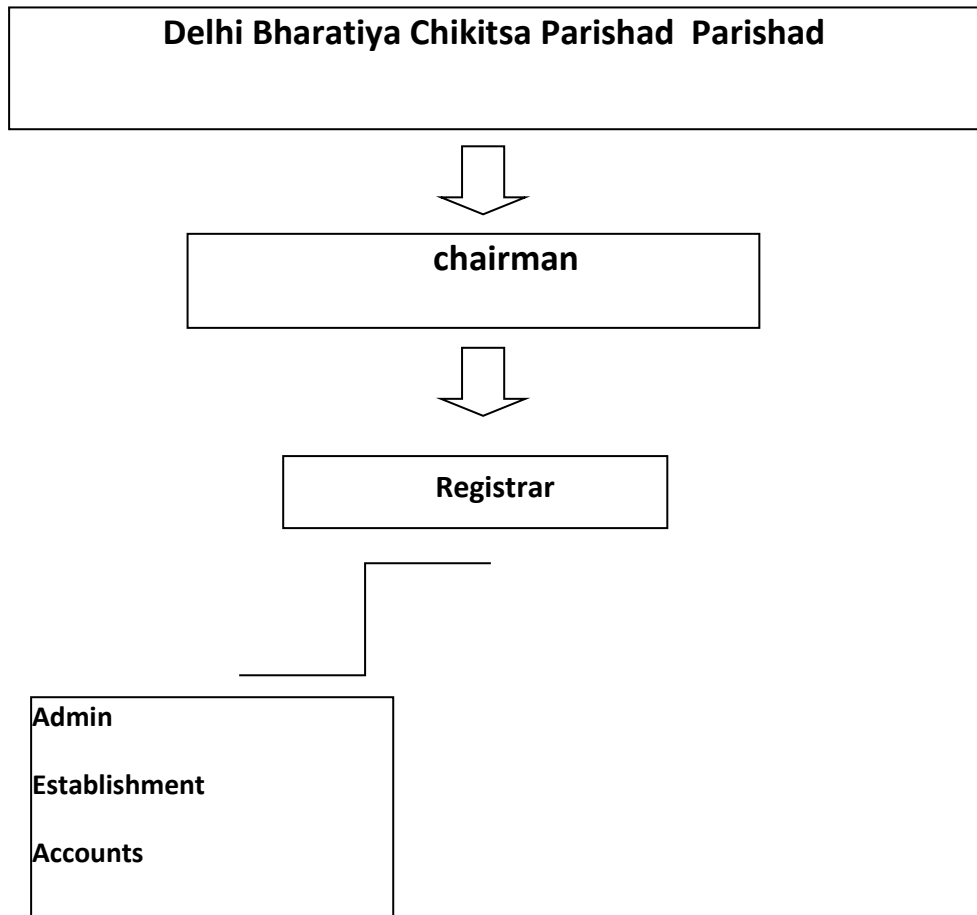 Delhi Bharatiya Chikitsa Parishad  Parishad
chairman
Registrar
Admin
Establishment
Accounts